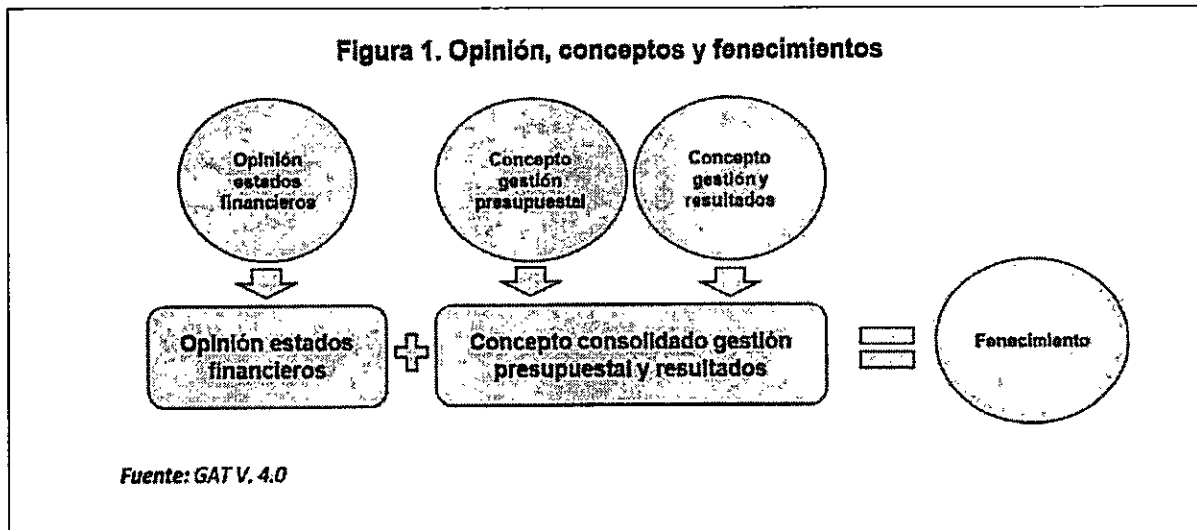 Figura 1. Opinión, conceptos y fenecimientos
Opinión
estados
financieros
Concepto
gestión
presupuestal
Concepto
gestión y
resultados
Opinión estados
financieros
Concepto consolidado gestión
presupuestal y resultados
Fenecimiento
Fuente: GAT V. 4.0